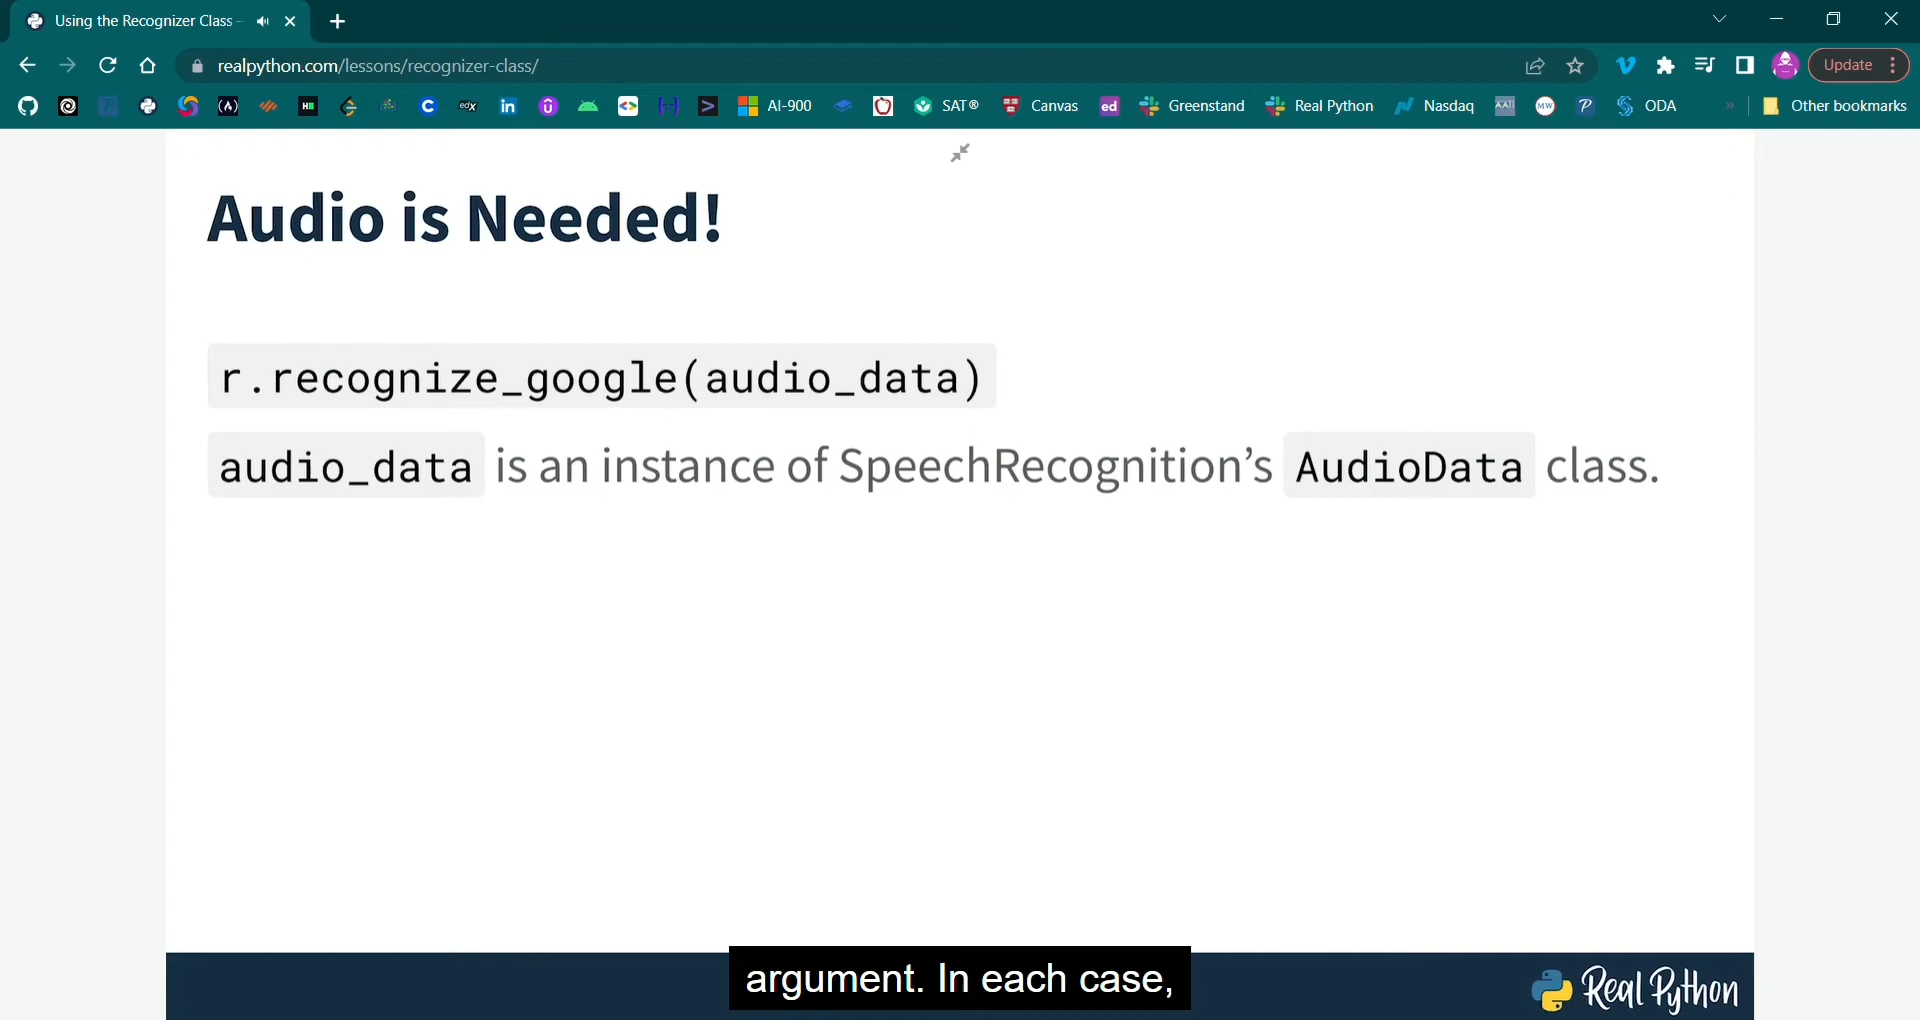 Using the Recognizer Class –
realpython.com/lessons/recognizer-class/
Update
AI-900
SAT®
Canvas
ed
Greenstand
Real Python
Nasdaq
MW
ODA
Other bookmarks
Audio is Needed!
r.recognize_google(audio_data)
audio_data is an instance of SpeechRecognition’s AudioData class.
argument. In each case,
Real Python